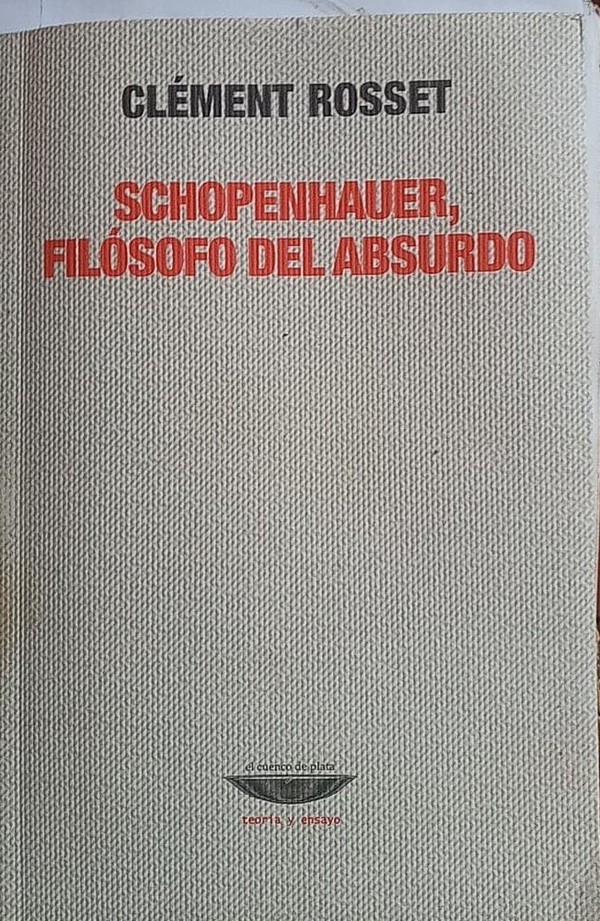 CLÉMENT ROSSET
SCHOPENHAUER,
FILÓSOFO DEL ABSURDO
el cuenco de plata
teoría y ensayo